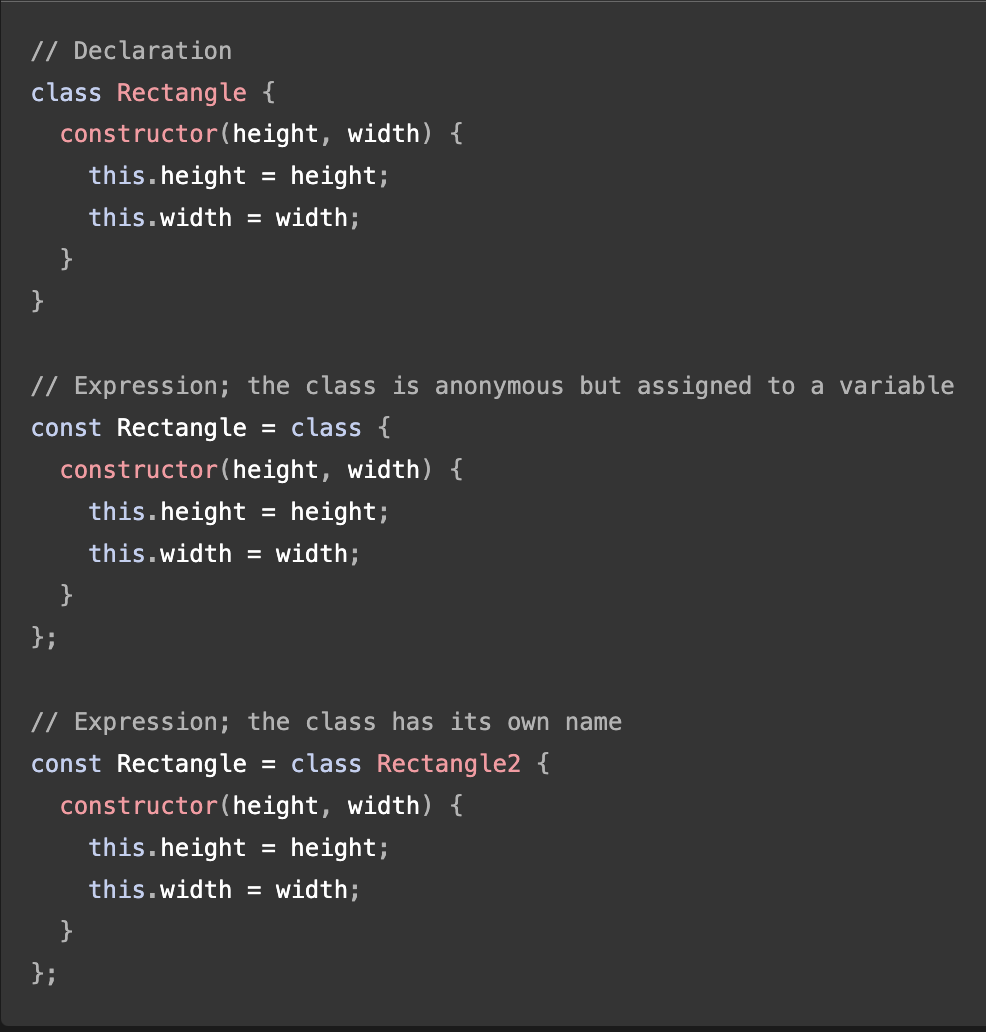 // Declaration
class Rectangle {
  constructor(height, width) {
    this.height = height;
    this.width = width;
  }
}

// Expression; the class is anonymous but assigned to a variable
const Rectangle = class {
  constructor(height, width) {
    this.height = height;
    this.width = width;
  }
};

// Expression; the class has its own name
const Rectangle = class Rectangle2 {
  constructor(height, width) {
    this.height = height;
    this.width = width;
  }
};